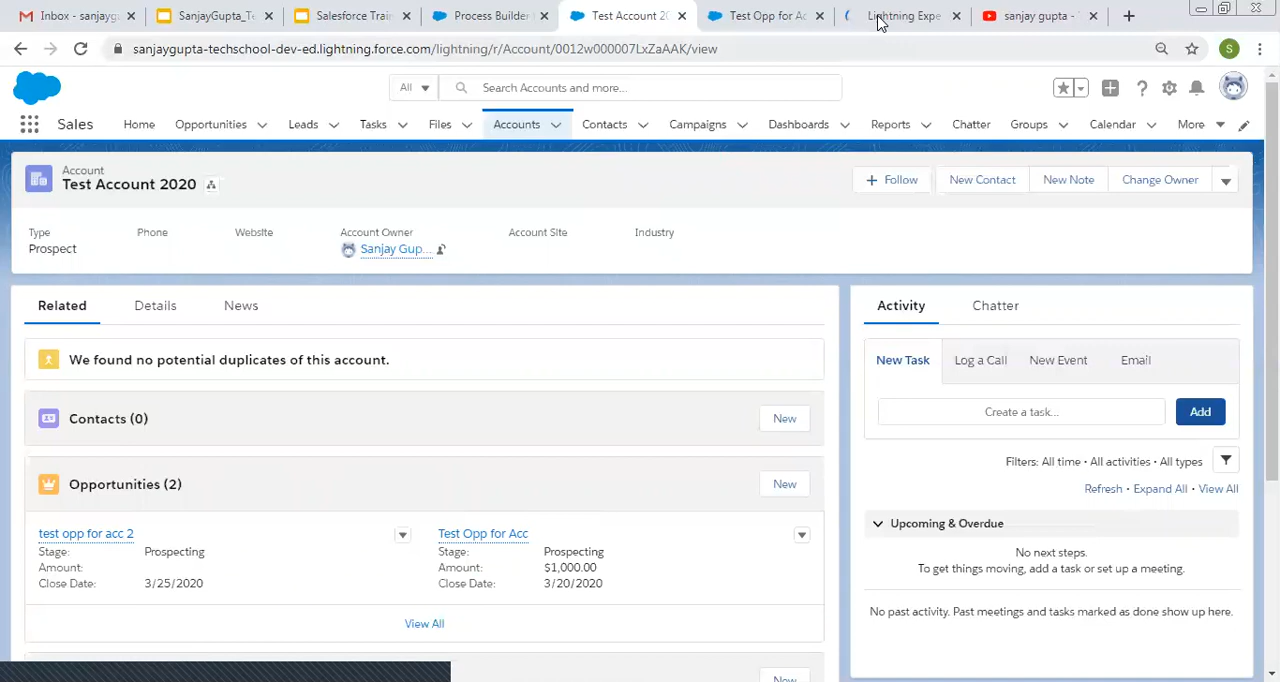 Inbox - sanjayg SanjayGupta_Te Salesforce Train Process Builder Test Account 20 Test Opp for Ac Lightning Expe sanjay gupta -
sanjaygupta-techschool-dev-ed.lightning.force.com/lightning/r/Account/0012w000007LxZaAAK/view S
All Search Accounts and more...
Sales Home Opportunities Leads Tasks Files Accounts Contacts Campaigns Dashboards Reports Chatter Groups Calendar More
Account
Test Account 2020
Follow New Contact New Note Change Owner
Type Phone Website Account Owner Account Site Industry
Prospect Sanjay Gup...
Related Details News
Activity Chatter
We found no potential duplicates of this account.
New Task Log a Call New Event Email
Contacts (0) New
Create a task... Add
Filters: All time • All activities • All types
Opportunities (2) New
Refresh • Expand All • View All
test opp for acc 2 Test Opp for Acc
Upcoming & Overdue
Stage: Prospecting Stage: Prospecting
Amount: Amount: $1,000.00
Close Date: 3/25/2020 Close Date: 3/20/2020
No next steps.
To get things moving, add a task or set up a meeting.
No past activity. Past meetings and tasks marked as done show up here.
View All
New